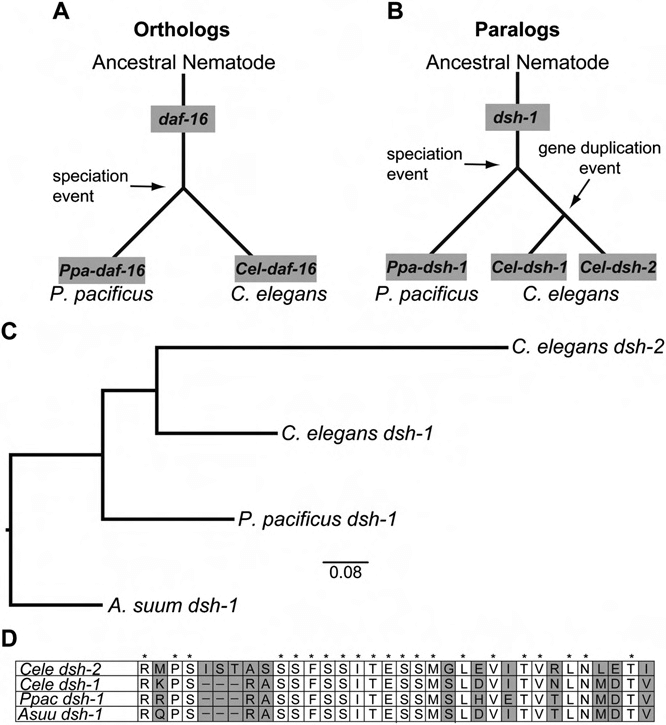 A
B
Orthologs
Paralogs
Ancestral Nematode
Ancestral Nematode
daf-16
dsh-1
speciation
event
speciation
event
gene duplication
event
Ppa-daf-16
Cel-daf-16
Ppa-dsh-1
Cel-dsh-1
Cel-dsh-2
P. pacificus
C. elegans
P. pacificus
C. elegans
C
C. elegans dsh-2
C. elegans dsh-1
P. pacificus dsh-1
0.08
A. suum dsh-1
D
* * * * * * * * * * * * * * * * * * * * *
Cele dsh-2 R M P S I S T A S S S F S S I T E S S M G L E V I T V R L N L E T I
Cele dsh-1 R K P S – – – R A S S F S S I T E S S M S L D V I T V N L N M D T V
Ppac dsh-1 R R P S – – – R A S S F S S I T E S S M S L H V E T V T L N M D T I
Asuu dsh-1 R Q P S – – – R A S S F S S I T E S S M S L D V I T V T L N M D T V